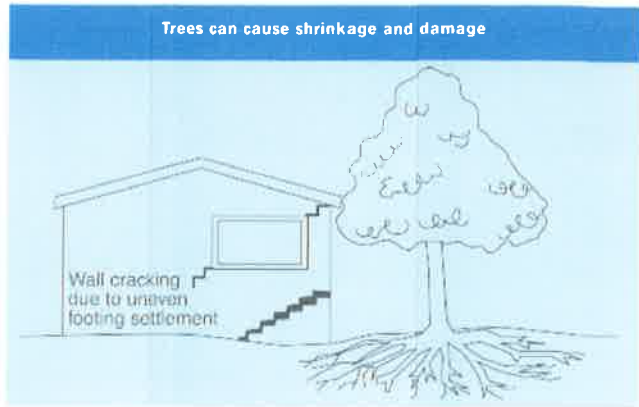 Trees can cause shrinkage and damage
Wall cracking
due to uneven
footing settlement